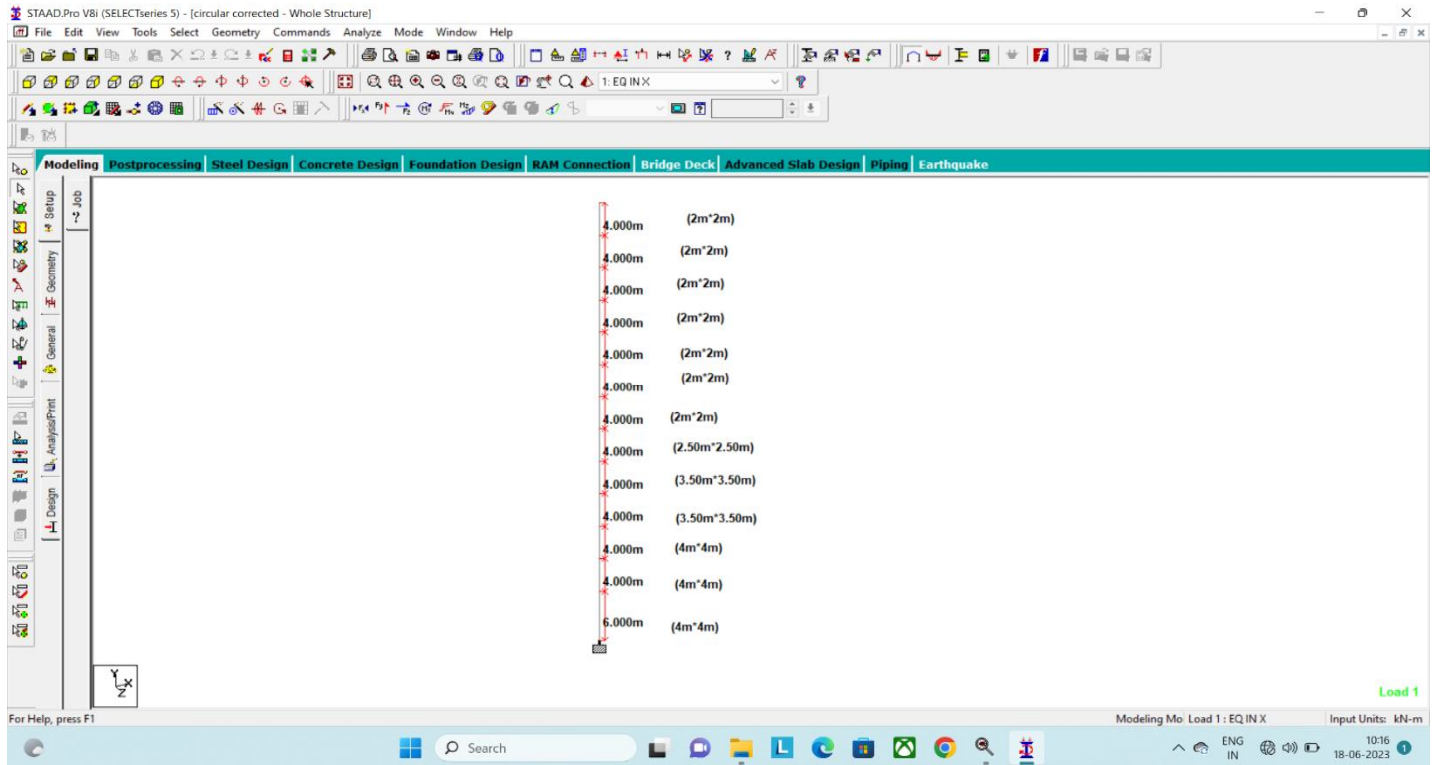 STAAD.Pro V8i (SELECTseries 5) - [circular corrected - Whole Structure]
File Edit View Tools Select Geometry Commands Analyze Mode Window Help
1: EQ IN X
Modeling Postprocessing Steel Design Concrete Design Foundation Design RAM Connection Bridge Deck Advanced Slab Design Piping Earthquake
Setup
Job
Geometry
General
Analysis/Print
Design
4.000m (2m*2m)
4.000m (2m*2m)
4.000m (2m*2m)
4.000m (2m*2m)
4.000m (2m*2m)
4.000m (2m*2m)
4.000m (2m*2m)
4.000m (2.50m*2.50m)
4.000m (3.50m*3.50m)
4.000m (3.50m*3.50m)
4.000m (4m*4m)
4.000m (4m*4m)
6.000m (4m*4m)
Y
X
Z
Load 1
For Help, press F1 Modeling Mo Load 1 : EQ IN X Input Units: kN-m
Search
ENG
IN
10:16
18-06-2023
1